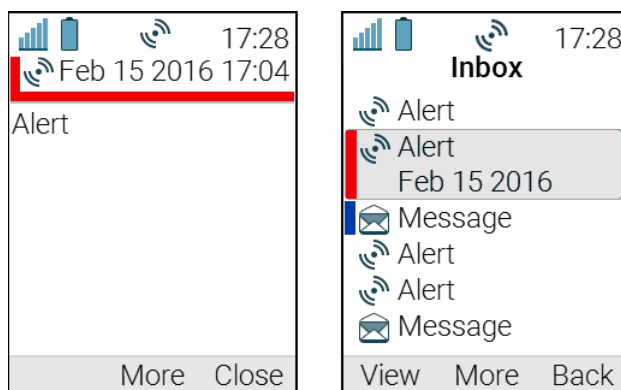 17:28
Feb 15 2016 17:04
Alert
More Close
17:28
Inbox
Alert
Alert
Feb 15 2016
Message
Alert
Alert
Message
View More Back